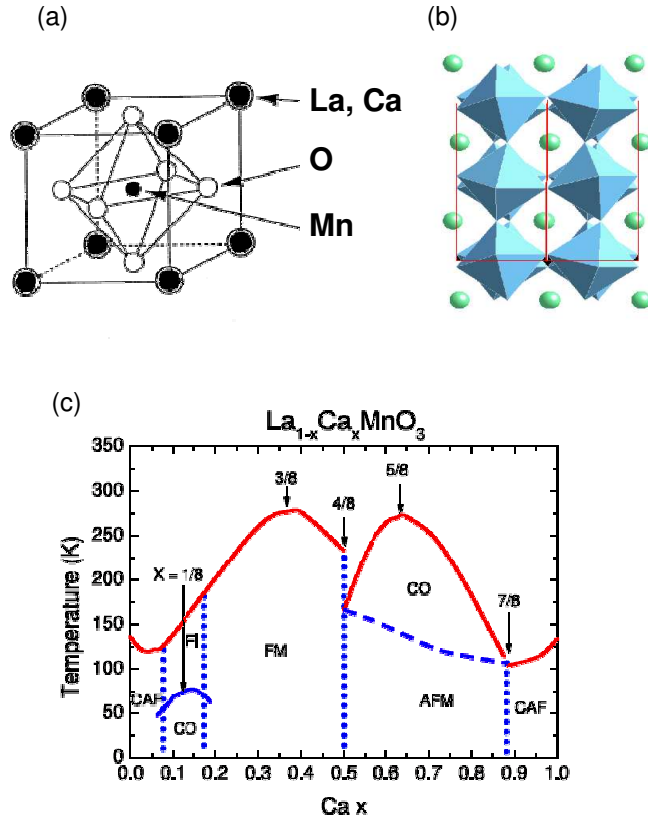 (a)
(b)
La, Ca
O
Mn
(c)
La1-xCaxMnO3
350
300
250
200
150
100
50
0
Temperature (K)
X = 1/8
3/8
4/8
5/8
7/8
CO
FI
FM
CAF
CO
AFM
CAF
0.0 0.1 0.2 0.3 0.4 0.5 0.6 0.7 0.8 0.9 1.0
Ca x